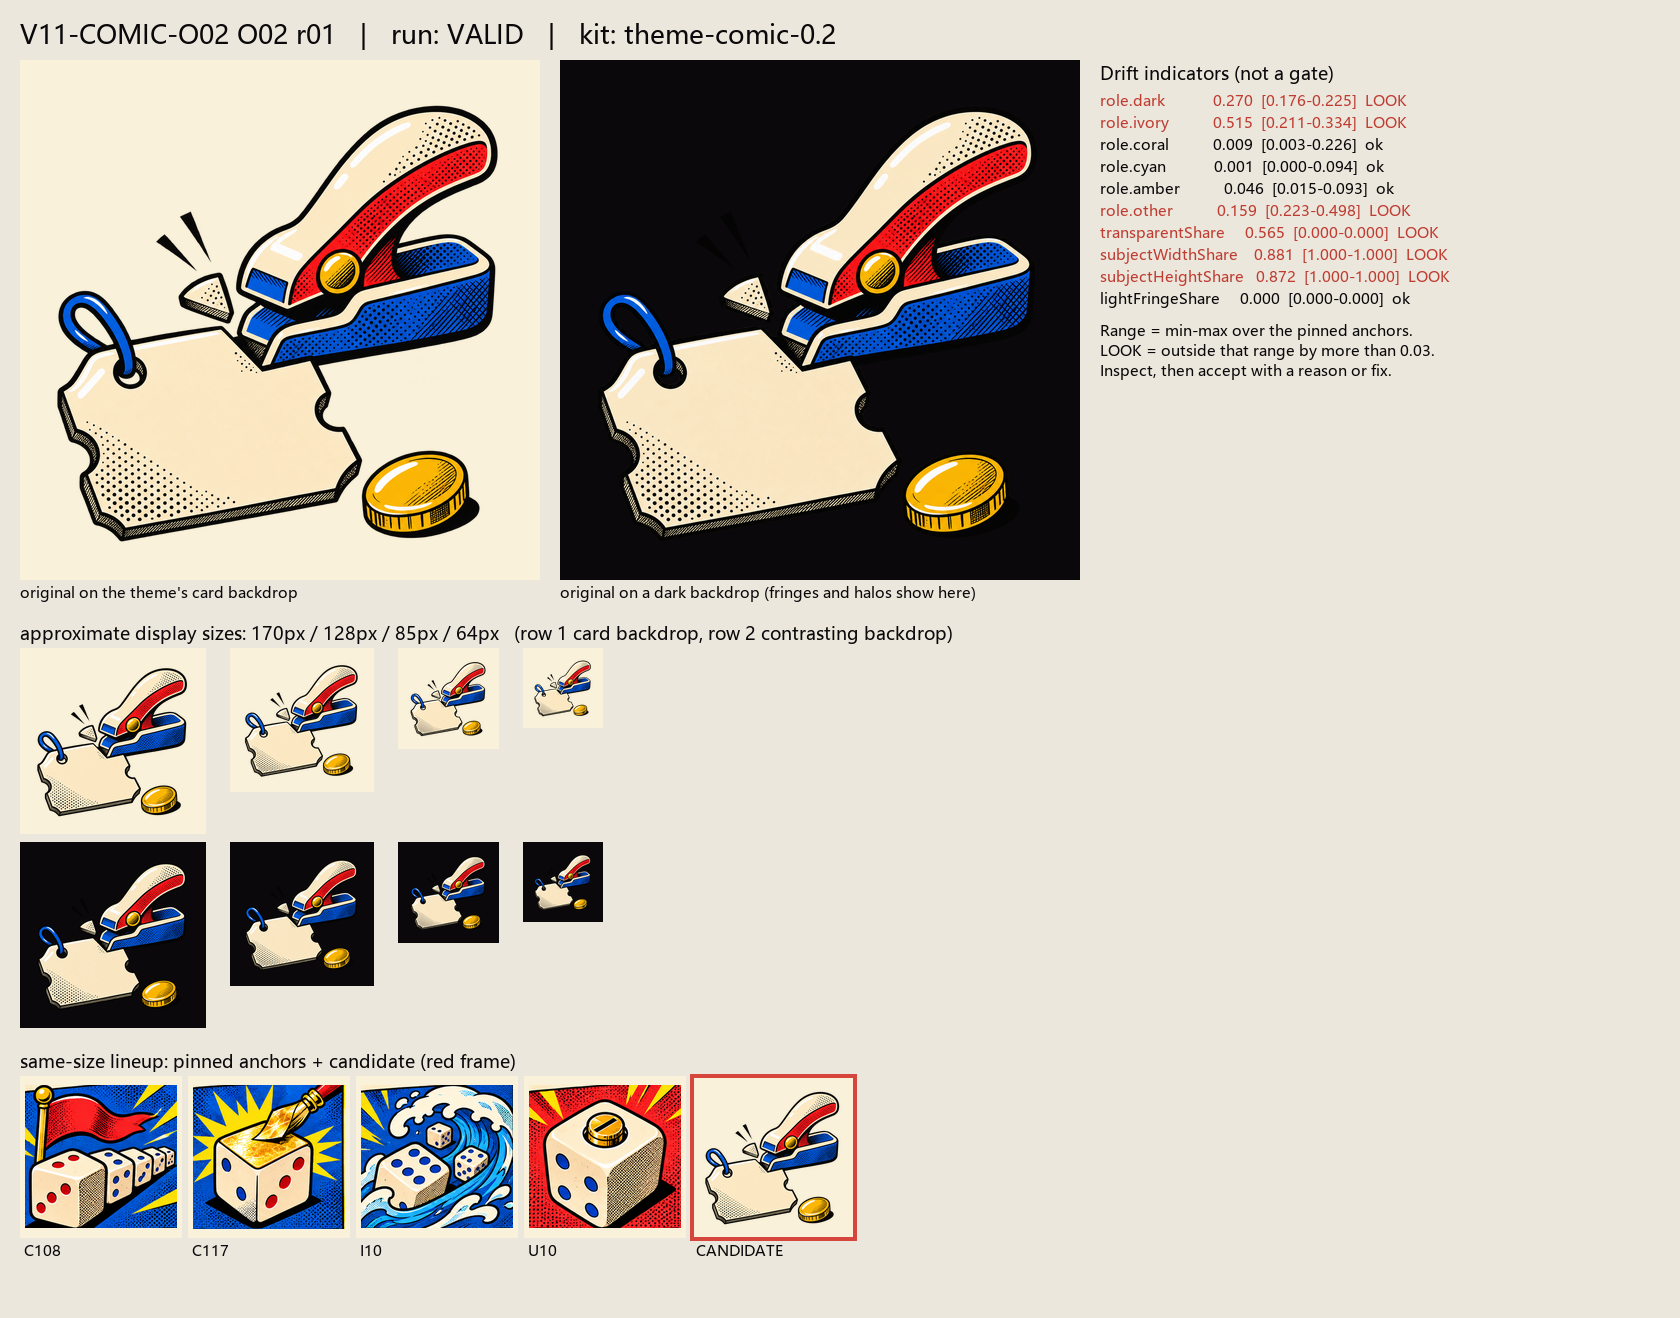 V11-COMIC-O02 O02 r01 | run: VALID | kit: theme-comic-0.2
Drift indicators (not a gate)
role.dark 0.270 [0.176-0.225] LOOK
role.ivory 0.515 [0.211-0.334] LOOK
role.coral 0.009 [0.003-0.226] ok
role.cyan 0.001 [0.000-0.094] ok
role.amber 0.046 [0.015-0.093] ok
role.other 0.159 [0.223-0.498] LOOK
transparentShare 0.565 [0.000-0.000] LOOK
subjectWidthShare 0.881 [1.000-1.000] LOOK
subjectHeightShare 0.872 [1.000-1.000] LOOK
lightFringeShare 0.000 [0.000-0.000] ok
Range = min-max over the pinned anchors.
LOOK = outside that range by more than 0.03.
Inspect, then accept with a reason or fix.
original on the theme's card backdrop
original on a dark backdrop (fringes and halos show here)
approximate display sizes: 170px / 128px / 85px / 64px (row 1 card backdrop, row 2 contrasting backdrop)
same-size lineup: pinned anchors + candidate (red frame)
C108
C117
I10
U10
CANDIDATE